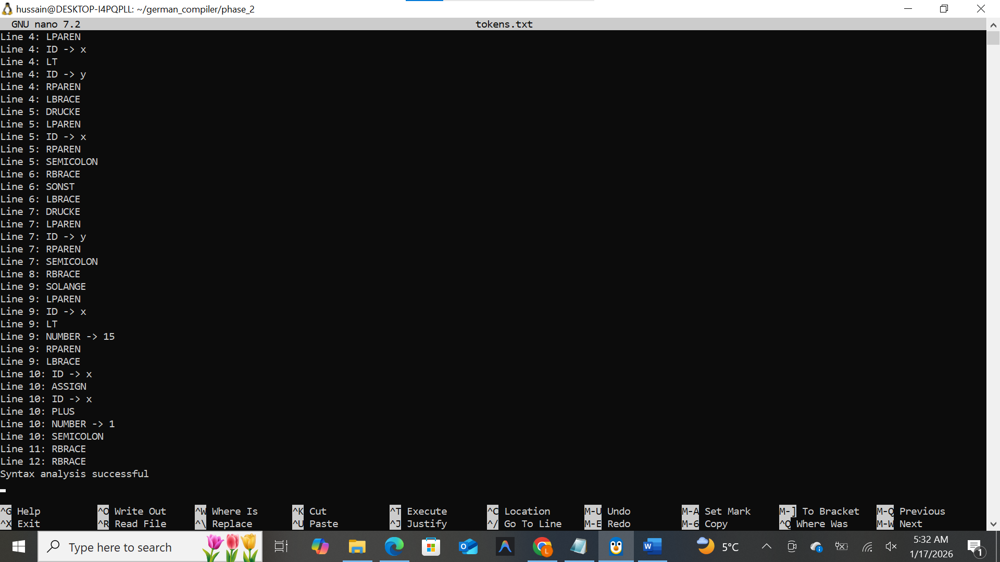 hussain@DESKTOP-I4PQPLL: ~/german_compiler/phase_2
GNU nano 7.2 tokens.txt
Line 4: LPAREN
Line 4: ID -> x
Line 4: LT
Line 4: ID -> y
Line 4: RPAREN
Line 4: LBRACE
Line 5: DRUCKE
Line 5: LPAREN
Line 5: ID -> x
Line 5: RPAREN
Line 5: SEMICOLON
Line 6: RBRACE
Line 6: SONST
Line 6: LBRACE
Line 7: DRUCKE
Line 7: LPAREN
Line 7: ID -> y
Line 7: RPAREN
Line 7: SEMICOLON
Line 8: RBRACE
Line 9: SOLANGE
Line 9: LPAREN
Line 9: ID -> x
Line 9: LT
Line 9: NUMBER -> 15
Line 9: RPAREN
Line 9: LBRACE
Line 10: ID -> x
Line 10: ASSIGN
Line 10: ID -> x
Line 10: PLUS
Line 10: NUMBER -> 1
Line 10: SEMICOLON
Line 11: RBRACE
Line 12: RBRACE
Syntax analysis successful
^G Help ^O Write Out ^W Where Is ^K Cut ^T Execute ^C Location M-U Undo M-A Set Mark M-] To Bracket M-Q Previous
^X Exit ^R Read File ^\ Replace ^U Paste ^J Justify ^/ Go To Line M-E Redo M-6 Copy ^Q Where Was M-W Next
Type here to search 5°C 5:32 AM
1/17/2026 1